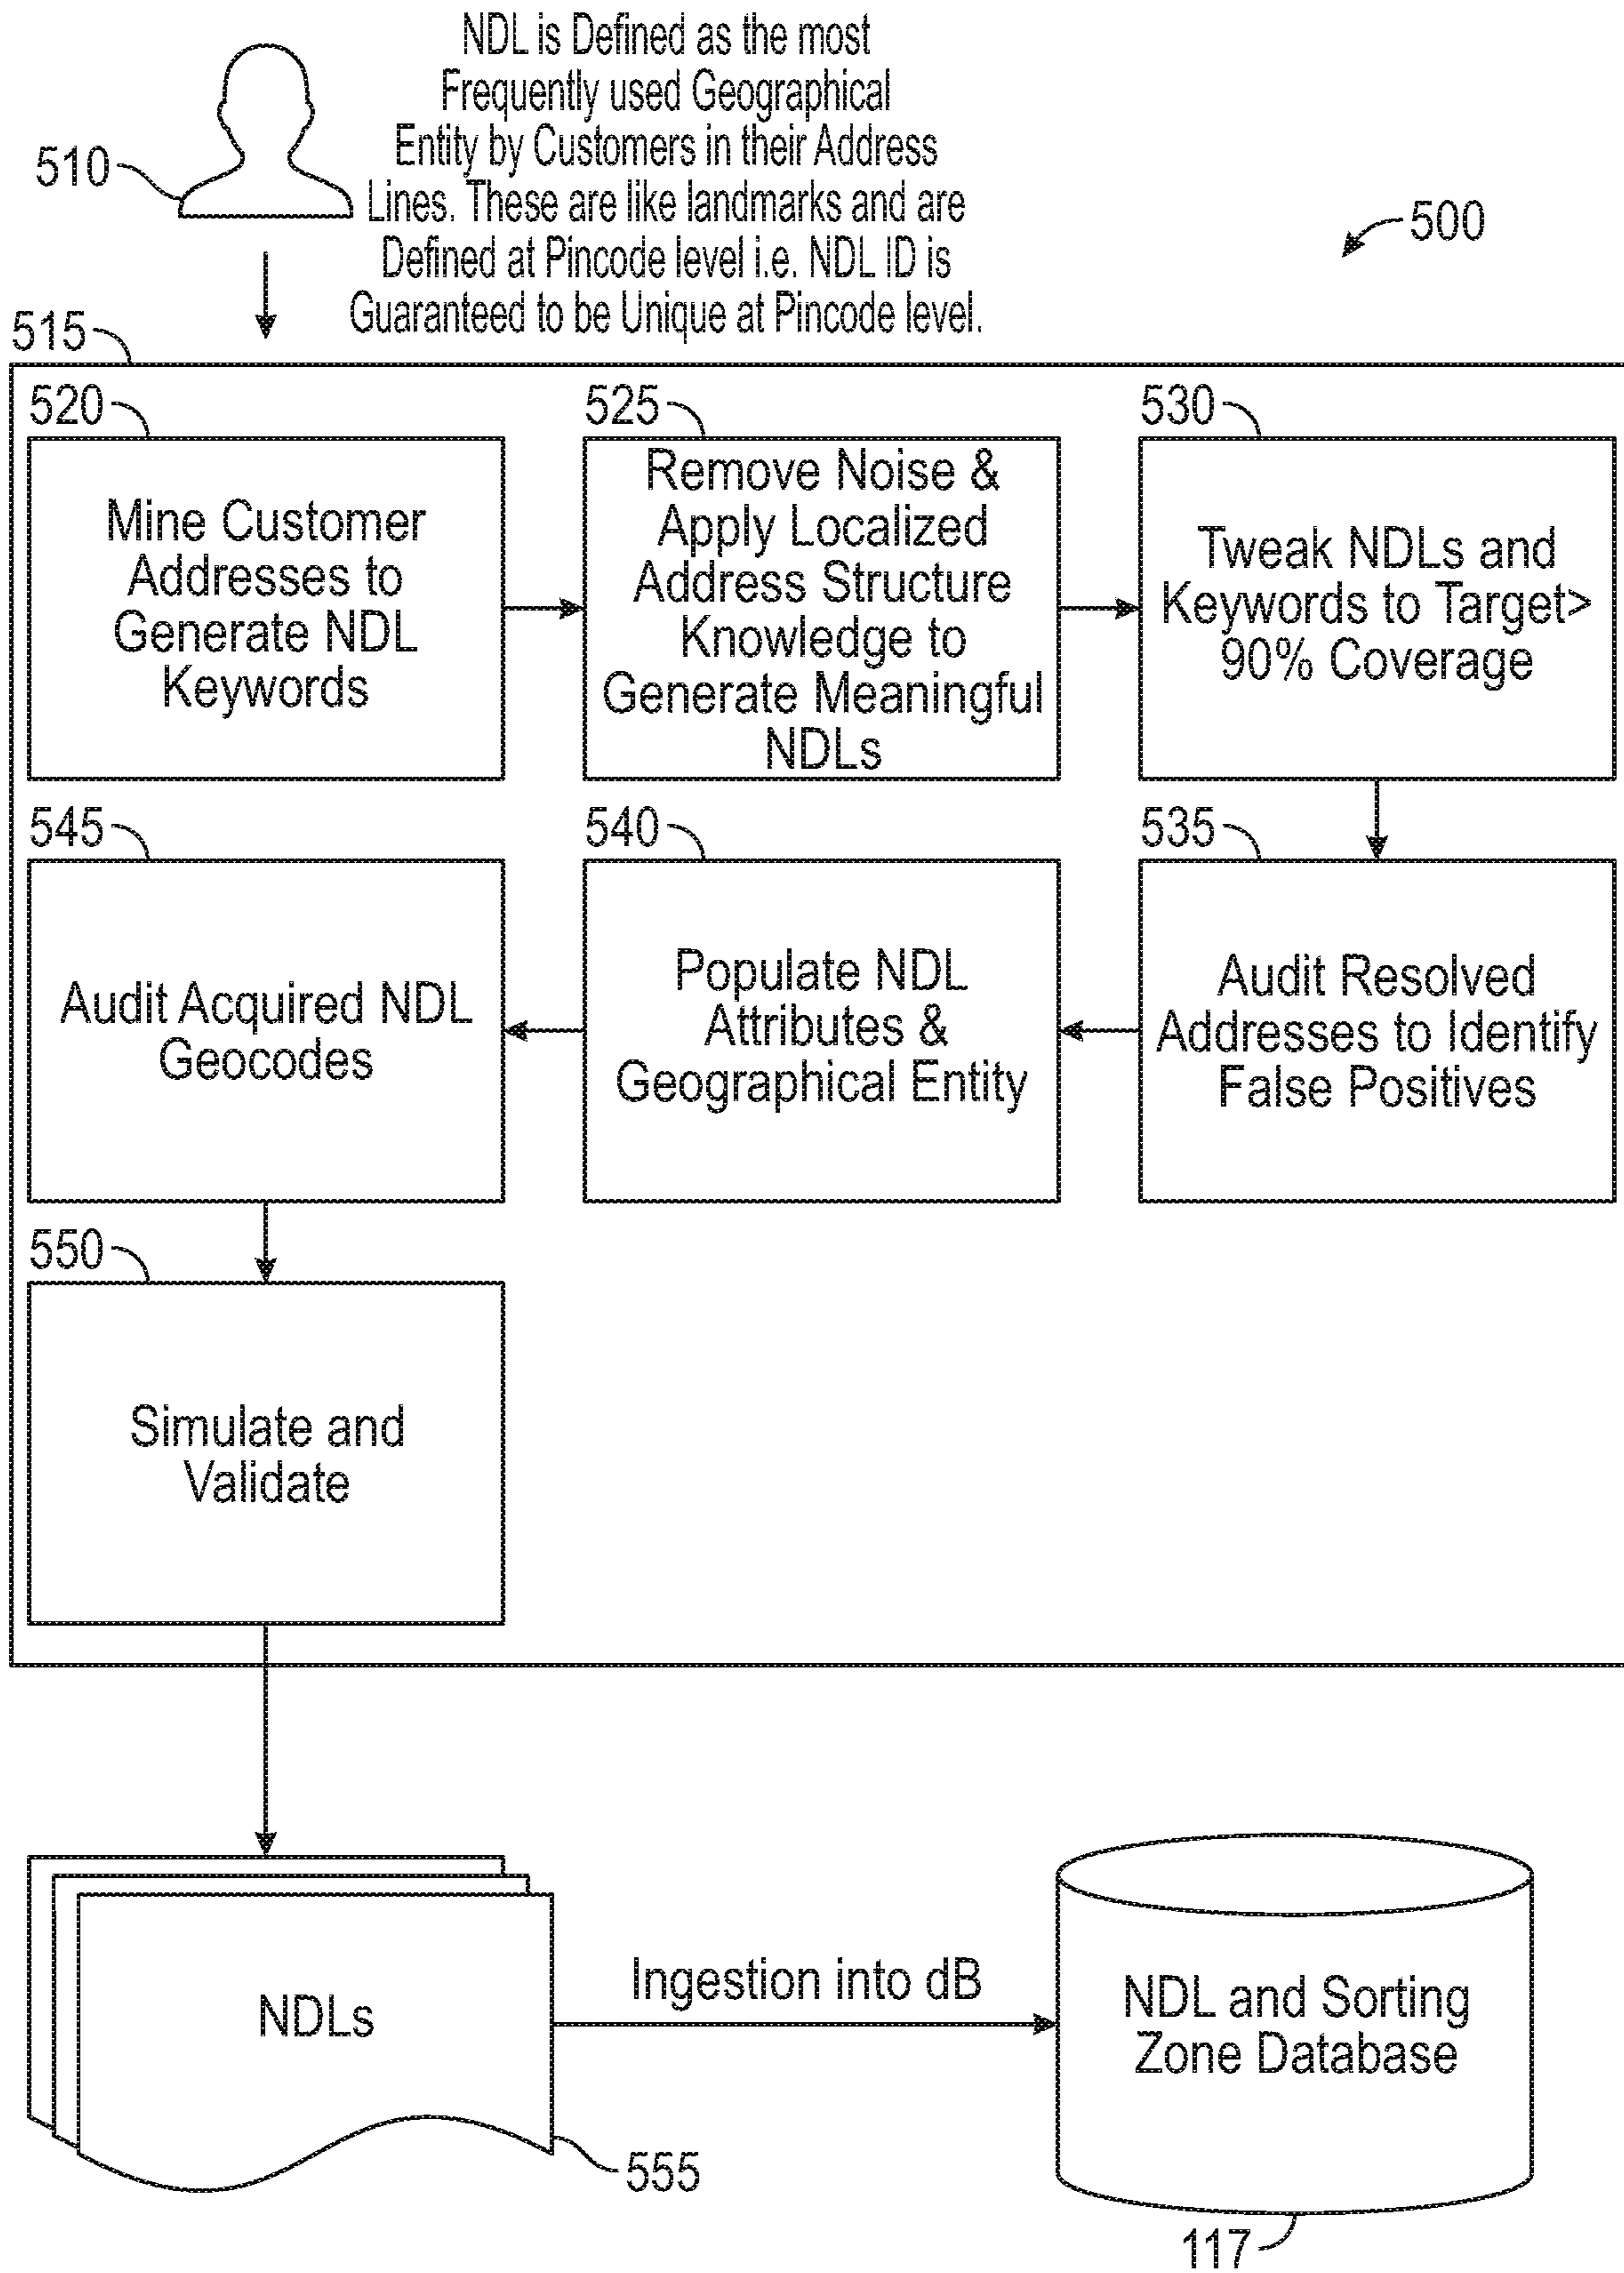 NDL is Defined as the most
Frequently used Geographical
Entity by Customers in their Address
Lines. These are like landmarks and are
Defined at Pincode level i.e. NDL ID is
Guaranteed to be Unique at Pincode level.
510
500
515
520
Mine Customer
Addresses to
Generate NDL
Keywords
525
Remove Noise &
Apply Localized
Address Structure
Knowledge to
Generate Meaningful
NDLs
530
Tweak NDLs and
Keywords to Target>
90% Coverage
545
Audit Acquired NDL
Geocodes
540
Populate NDL
Attributes &
Geographical Entity
535
Audit Resolved
Addresses to Identify
False Positives
550
Simulate and
Validate
NDLs
555
Ingestion into dB
NDL and Sorting
Zone Database
117